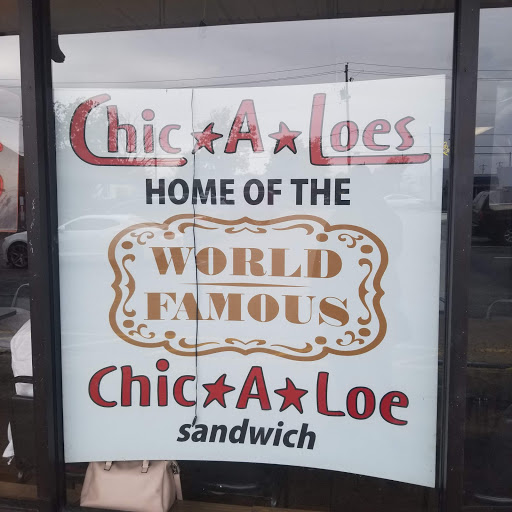 Chic★A★Loes
HOME OF THE
WORLD
FAMOUS
Chic★A★Loe
sandwich